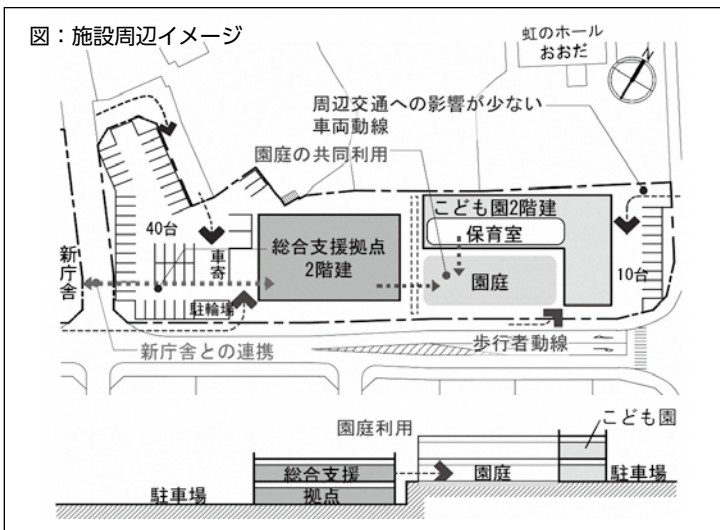 図：施設周辺イメージ
虹のホール
おおだ
N
周辺交通への影響が少ない
車両動線
園庭の共同利用
こども園2階建
保育室
40台
総合支援拠点
2階建
車寄
園庭
10台
新庁舎
駐輪場
新庁舎との連携
歩行者動線
園庭利用
こども園
総合支援
拠点
園庭
駐車場
駐車場